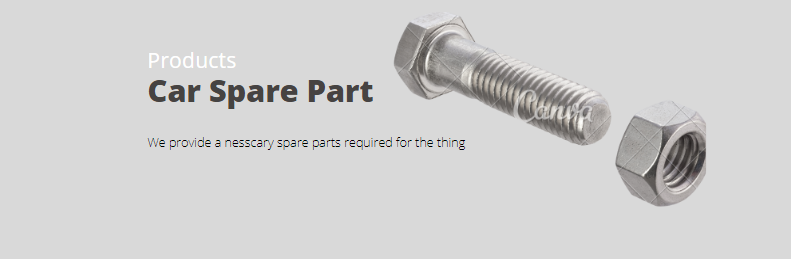 Products
Car Spare Part
We provide a nesscary spare parts required for the thing
Canva